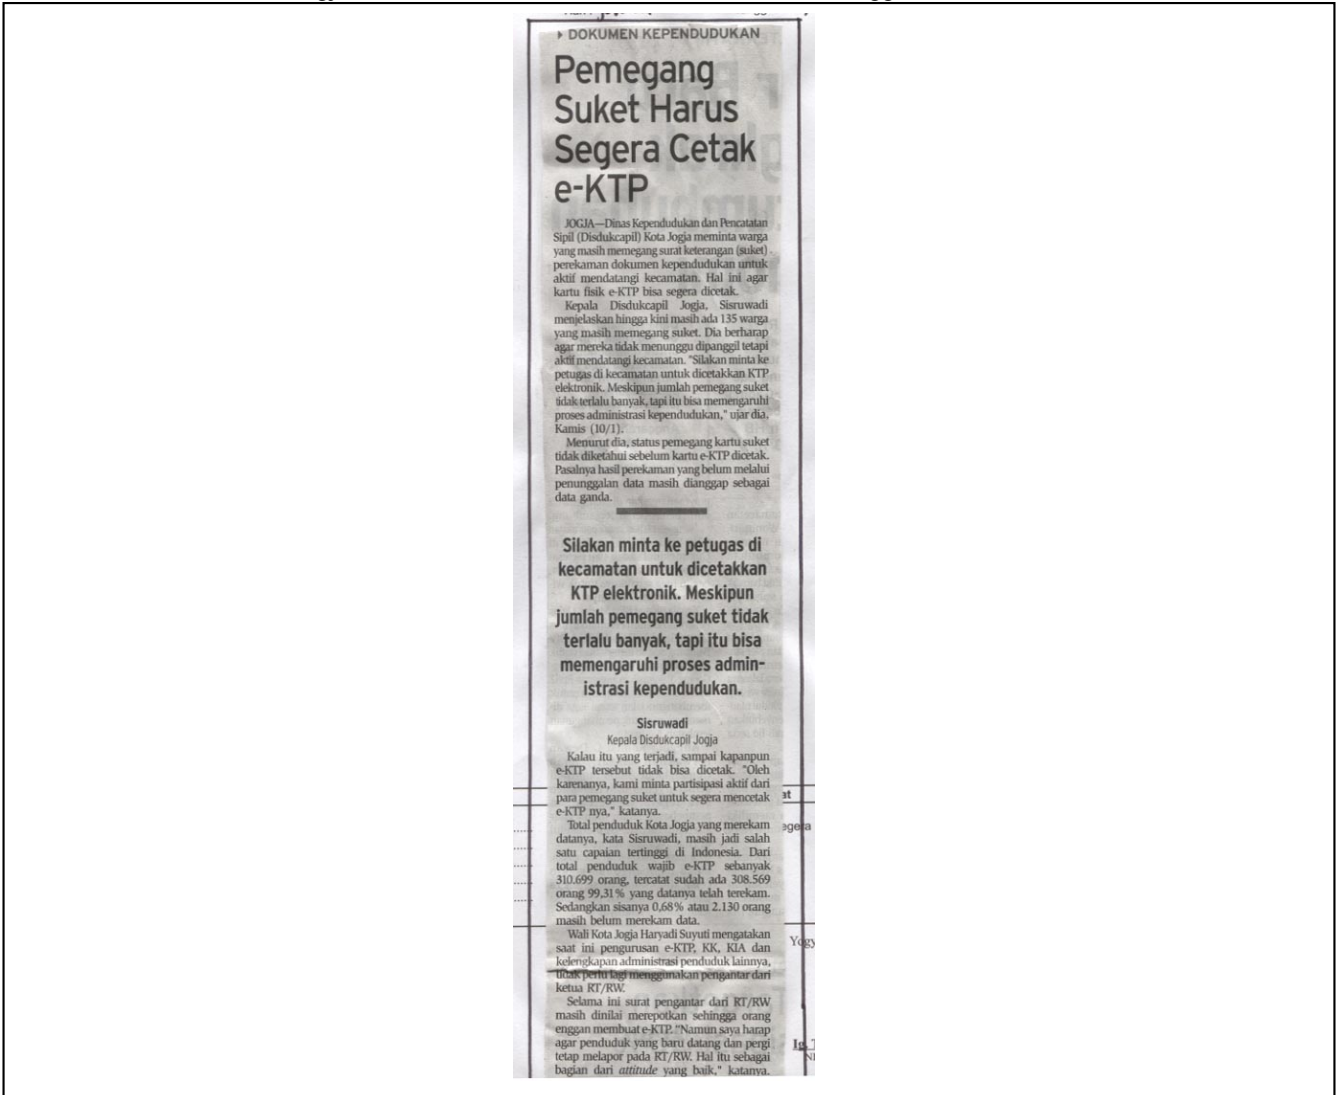 DOKUMEN KEPENDUDUKAN
Pemegang
Suket Harus
Segera Cetak
e-KTP
JOGJA—Dinas Kependudukan dan Pencatatan
Sipil (Disdukcapil) Kota Jogja meminta warga
yang masih memegang surat keterangan (suket)
perekaman dokumen kependudukan untuk
aktif mendatangi kecamatan. Hal ini agar
kartu fisik e-KTP bisa segera dicetak.
Kepala Disdukcapil Jogja, Sisruwadi
menjelaskan hingga kini masih ada 135 warga
yang masih memegang suket. Dia berharap
agar mereka tidak menunggu dipanggil tetapi
aktif mendatangi kecamatan. "Silakan minta ke
petugas di kecamatan untuk dicetakkan KTP
elektronik. Meskipun jumlah pemegang suket
tidak terlalu banyak, tapi itu bisa memengaruhi
proses administrasi kependudukan," ujar dia,
Kamis (10/1).
Menurut dia, status pemegang kartu suket
tidak diketahui sebelum kartu e-KTP dicetak.
Pasalnya hasil perekaman yang belum melalui
penunggalan data masih dianggap sebagai
data ganda.
Silakan minta ke petugas di
kecamatan untuk dicetakkan
KTP elektronik. Meskipun
jumlah pemegang suket tidak
terlalu banyak, tapi itu bisa
memengaruhi proses admin-
istrasi kependudukan.
Sisruwadi
Kepala Disdukcapil Jogja
Kalau itu yang terjadi, sampai kapanpun
e-KTP tersebut tidak bisa dicetak. "Oleh
karenanya, kami minta partisipasi aktif dari
para pemegang suket untuk segera mencetak
e-KTP nya," katanya.
Total penduduk Kota Jogja yang merekam
datanya, kata Sisruwadi, masih jadi salah
satu capaian tertinggi di Indonesia. Dari
total penduduk wajib e-KTP sebanyak
310.699 orang, tercatat sudah ada 308.569
orang 99,31% yang datanya telah terekam.
Sedangkan sisanya 0,68% atau 2.130 orang
masih belum merekam data.
Wali Kota Jogja Haryadi Suyuti mengatakan
saat ini pengurusan e-KTP, KK, KIA dan
kelengkapan administrasi penduduk lainnya,
tidak perlu lagi menggunakan pengantar dari
ketua RT/RW.
Selama ini surat pengantar dari RT/RW
masih dinilai merepotkan sehingga orang
enggan membuat e-KTP. "Namun saya harap
agar penduduk yang baru datang dan pergi
tetap melapor pada RT/RW. Hal itu sebagai
bagian dari attitude yang baik," katanya.